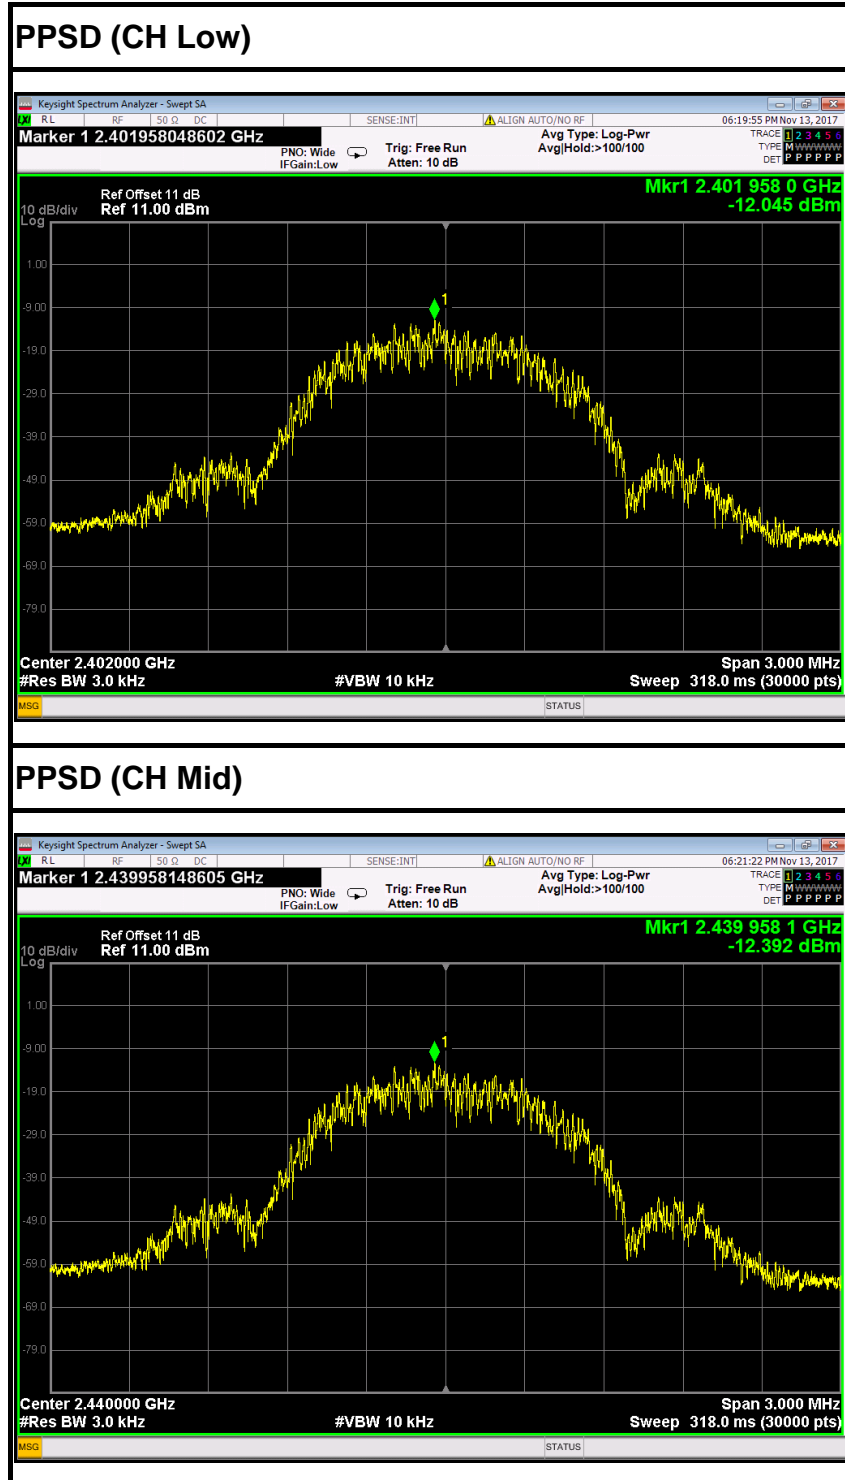 PPSD (CH Low)
Keysight Spectrum Analyzer - Swept SA
LXI RL RF 50 Ω DC SENSE:INT ALIGN AUTO/NO RF 06:19:55 PM Nov 13, 2017
Marker 1 2.401958048602 GHz
PNO: Wide
IFGain:Low
Trig: Free Run
Atten: 10 dB
Avg Type: Log-Pwr
Avg|Hold:>100/100
TRACE 1 2 3 4 5 6
TYPE M WWWWW
DET P P P P P P
Mkr1 2.401 958 0 GHz
-12.045 dBm
Ref Offset 11 dB
10 dB/div Ref 11.00 dBm
Log
1
1.00
-9.00
-19.0
-29.0
-39.0
-49.0
-59.0
-69.0
-79.0
Center 2.402000 GHz Span 3.000 MHz
#Res BW 3.0 kHz #VBW 10 kHz Sweep 318.0 ms (30000 pts)
MSG STATUS
PPSD (CH Mid)
Keysight Spectrum Analyzer - Swept SA
LXI RL RF 50 Ω DC SENSE:INT ALIGN AUTO/NO RF 06:21:22 PM Nov 13, 2017
Marker 1 2.439958148605 GHz
PNO: Wide
IFGain:Low
Trig: Free Run
Atten: 10 dB
Avg Type: Log-Pwr
Avg|Hold:>100/100
TRACE 1 2 3 4 5 6
TYPE M WWWWW
DET P P P P P P
Mkr1 2.439 958 1 GHz
-12.392 dBm
Ref Offset 11 dB
10 dB/div Ref 11.00 dBm
Log
1
1.00
-9.00
-19.0
-29.0
-39.0
-49.0
-59.0
-69.0
-79.0
Center 2.440000 GHz Span 3.000 MHz
#Res BW 3.0 kHz #VBW 10 kHz Sweep 318.0 ms (30000 pts)
MSG STATUS